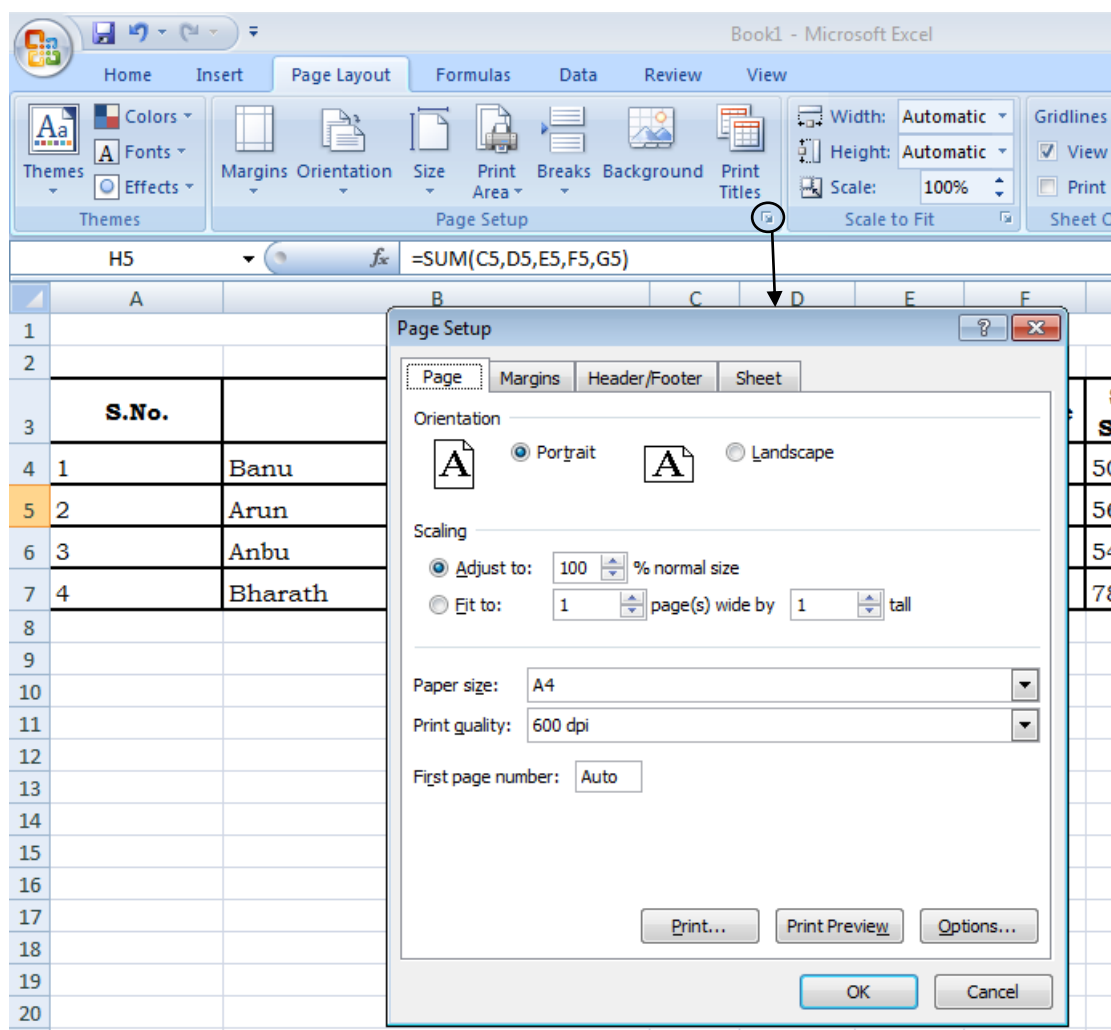 Book1 - Microsoft Excel
Home Insert Page Layout Formulas Data Review View
Aa Colors Width: Automatic Gridlines
A Fonts Height: Automatic View
Themes Effects Margins Orientation Size Print Area Breaks Background Print Titles Scale: 100% Print
Themes Page Setup Scale to Fit Sheet
H5 fx =SUM(C5,D5,E5,F5,G5)
A B C D E F
1
2
3 S.No.
4 1 Banu
5 2 Arun
6 3 Anbu
7 4 Bharath
8
9
10
11
12
13
14
15
16
17
18
19
20
Page Setup ?
Page Margins Header/Footer Sheet
Orientation
A Portrait A Landscape
Scaling
Adjust to: 100 % normal size
Fit to: 1 page(s) wide by 1 tall
Paper size: A4
Print quality: 600 dpi
First page number: Auto
Print... Print Preview Options...
OK Cancel